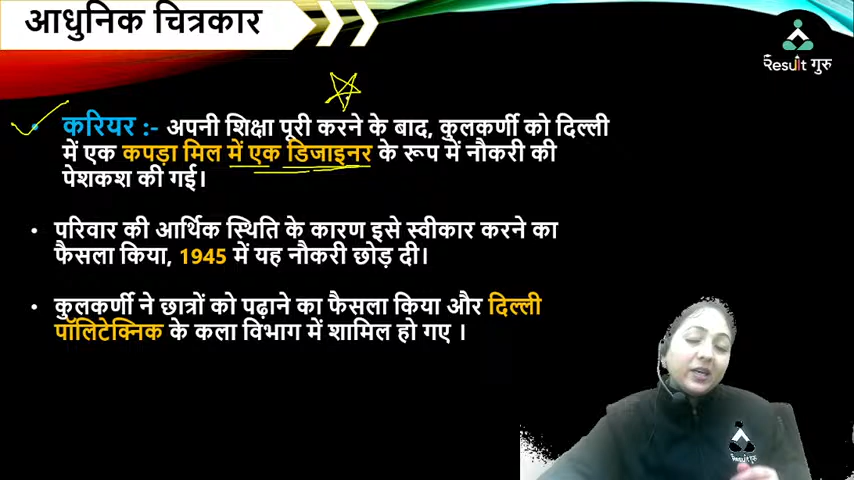 आधुनिक चित्रकार
Result गुरु
करियर :- अपनी शिक्षा पूरी करने के बाद, कुलकर्णी को दिल्ली
में एक कपड़ा मिल में एक डिजाइनर के रूप में नौकरी की
पेशकश की गई।
• परिवार की आर्थिक स्थिति के कारण इसे स्वीकार करने का
फैसला किया, 1945 में यह नौकरी छोड़ दी।
• कुलकर्णी ने छात्रों को पढ़ाने का फैसला किया और दिल्ली
पॉलिटेक्निक के कला विभाग में शामिल हो गए ।
Result गुरु